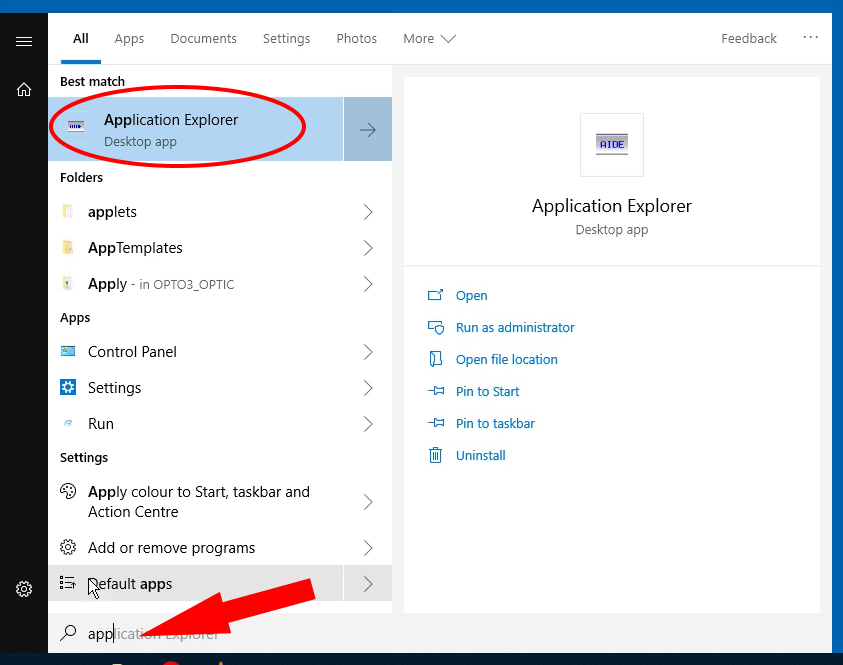 All Apps Documents Settings Photos More Feedback ...
Best match
Application Explorer
Desktop app
Folders
applets
AppTemplates
Apply - in OPTO3_OPTIC
Apps
Control Panel
Settings
Run
Settings
Apply colour to Start, taskbar and
Action Centre
Add or remove programs
Default apps
application Explorer
AIDE
Application Explorer
Desktop app
Open
Run as administrator
Open file location
Pin to Start
Pin to taskbar
Uninstall